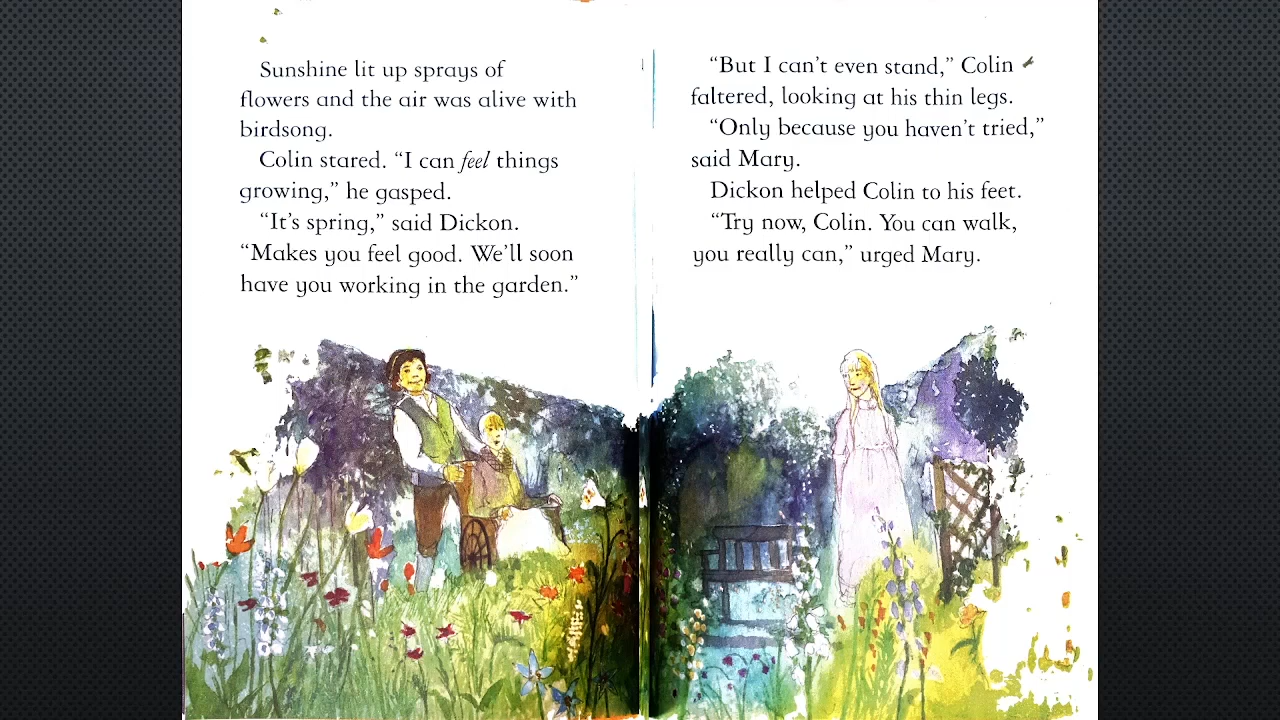 Sunshine lit up sprays of
flowers and the air was alive with
birdsong.
Colin stared. “I can feel things
growing,” he gasped.
“It’s spring,” said Dickon.
“Makes you feel good. We’ll soon
have you working in the garden.”
“But I can’t even stand,” Colin
faltered, looking at his thin legs.
“Only because you haven’t tried,”
said Mary.
Dickon helped Colin to his feet.
“Try now, Colin. You can walk,
you really can,” urged Mary.